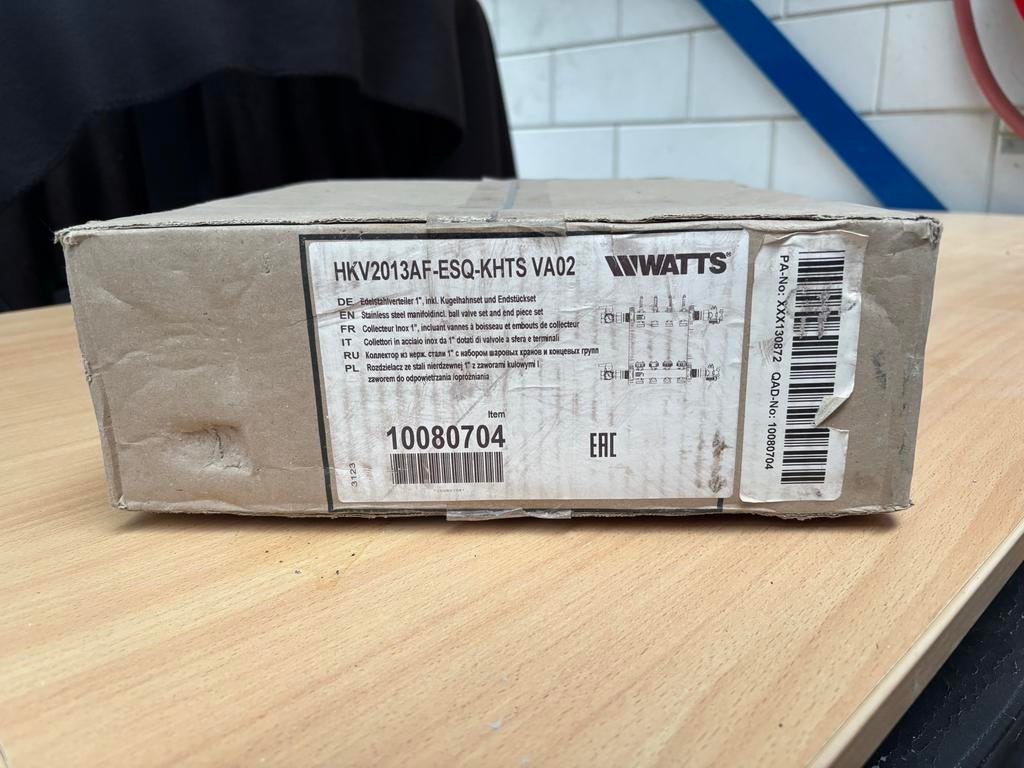 HKV2013AF-ESQ-KHTS VA02
WATTS®
DE Edelstahlverteiler 1", inkl. Kugelhahnset und Endstückset
EN Stainless steel manifoldincl. ball valve set and end piece set
FR Collecteur Inox 1", incluant vannes à boisseau et embouts de collecteur
IT Collettori in acciaio inox da 1" dotati di valvole a sfera e terminali
RU Коллектор из нерж. стали 1" с набором шаровых кранов и концевых групп
PL Rozdzielacz ze stali nierdzewnej 1" z zaworami kulowymi i
zaworem do odpowietrzania i opróżniania
Item
10080704
3123
EAC
PA-No: XXX130872 QAD-No: 10080704